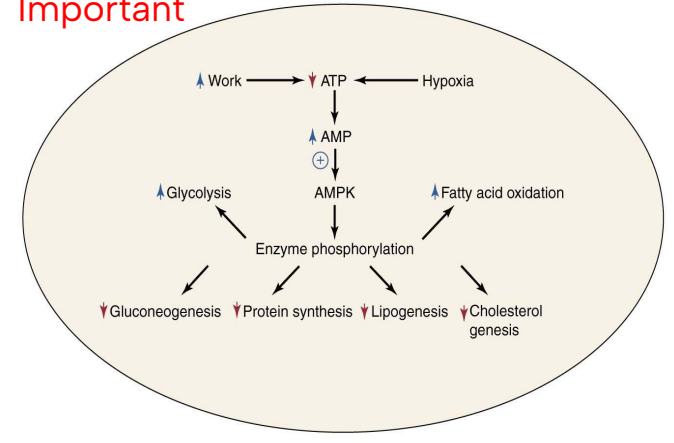 Important
Work ATP Hypoxia
AMP
+
Glycolysis AMPK Fatty acid oxidation
Enzyme phosphorylation
Gluconeogenesis Protein synthesis Lipogenesis Cholesterol
genesis